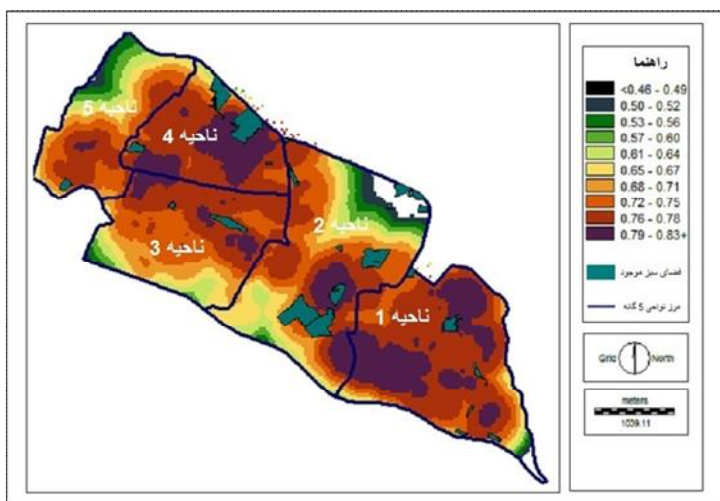 راهنما
<0.46 - 0.49
0.50 - 0.52
0.53 - 0.56
0.57 - 0.60
0.61 - 0.64
0.65 - 0.67
0.68 - 0.71
0.72 - 0.75
0.76 - 0.78
0.79 - 0.83+
فضای سبز موجود
مرز نواحی 5 گانه
Grid North
meters
1039.11
ناحیه 5
ناحیه 4
ناحیه 2
ناحیه 3
ناحیه 1